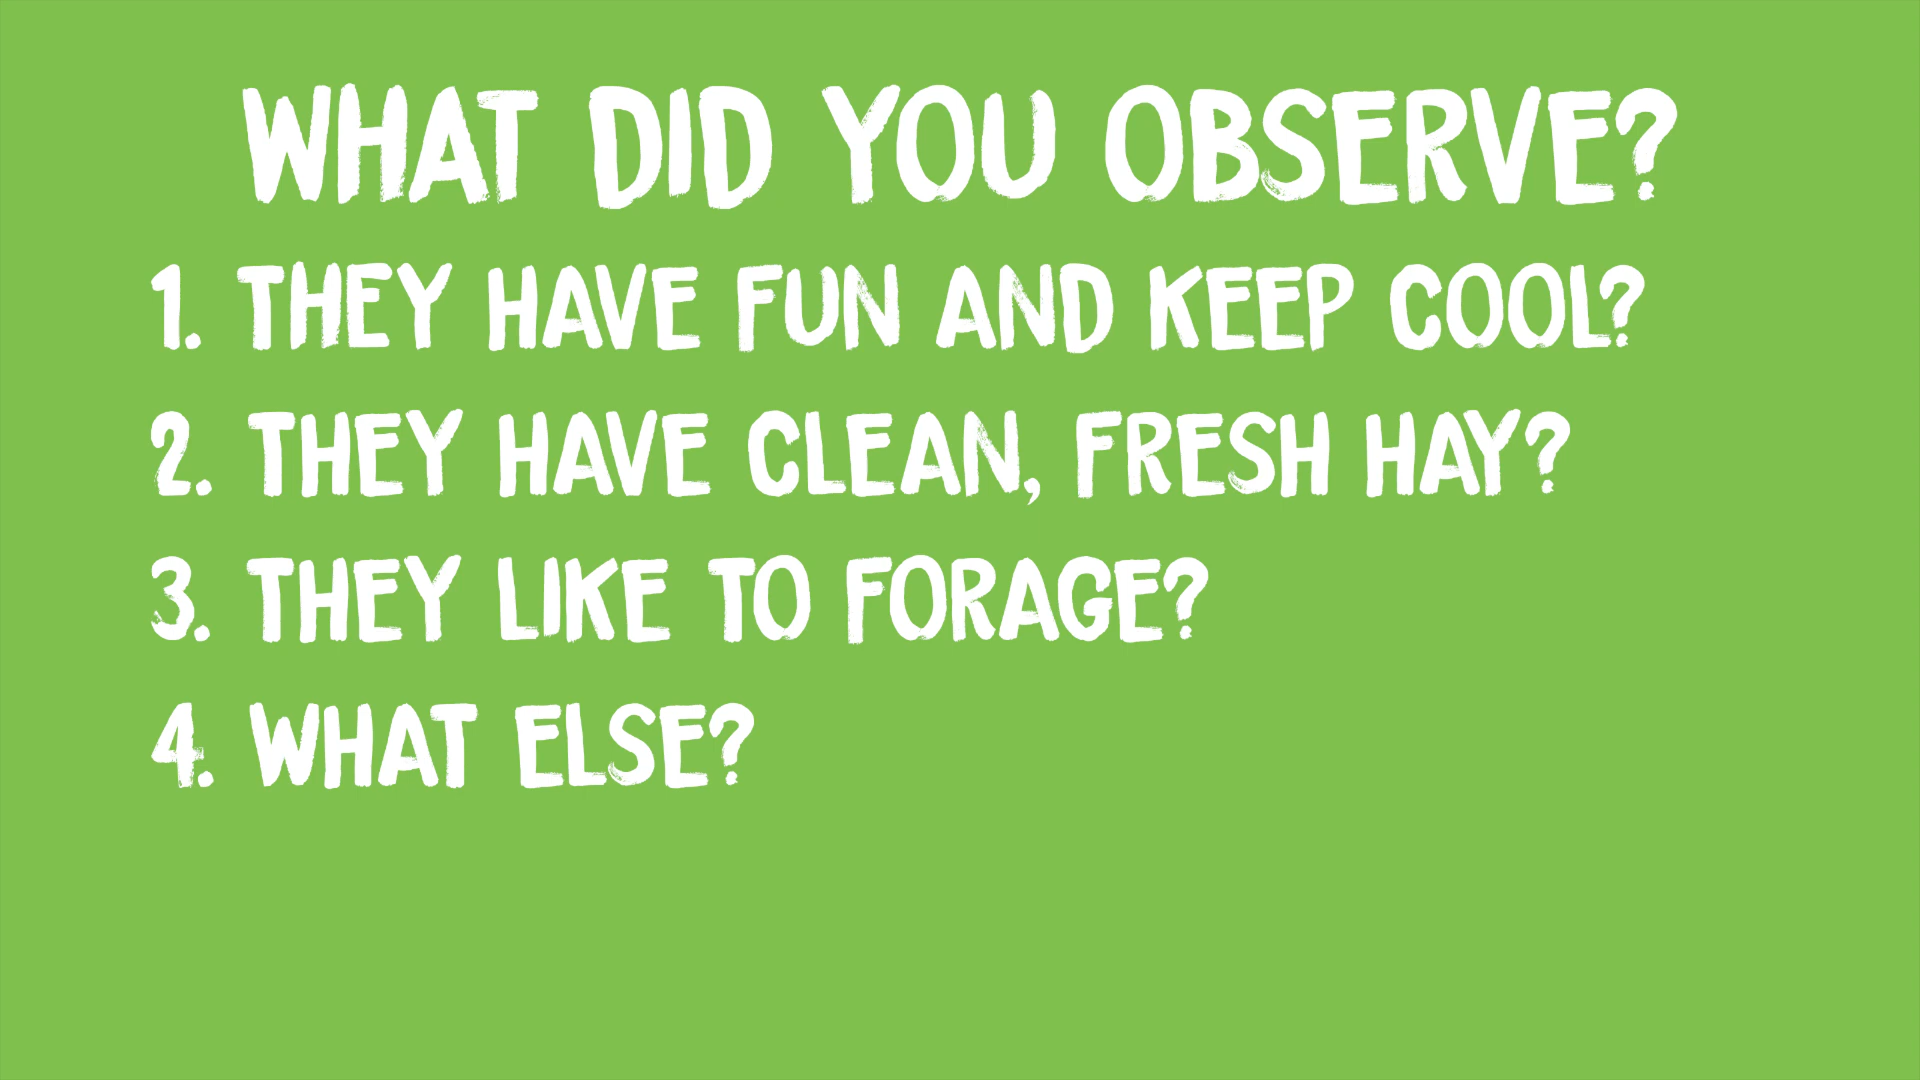 WHAT DID YOU OBSERVE?
1. THEY HAVE FUN AND KEEP COOL?
2. THEY HAVE CLEAN, FRESH HAY?
3. THEY LIKE TO FORAGE?
4. WHAT ELSE?